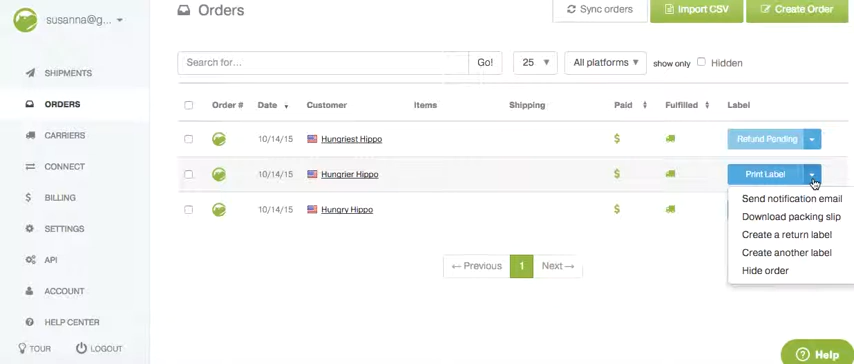 susanna@g...
Orders
Sync orders
Import CSV
Create Order
Search for...
Go!
25
All platforms
show only
Hidden
SHIPMENTS
ORDERS
CARRIERS
CONNECT
BILLING
SETTINGS
API
ACCOUNT
HELP CENTER
TOUR
LOGOUT
Order # Date Customer Items Shipping Paid Fulfilled Label
10/14/15 Hungriest Hippo $ Refund Pending
10/14/15 Hungrier Hippo $ Print Label
10/14/15 Hungry Hippo $
Send notification email
Download packing slip
Create a return label
Create another label
Hide order
← Previous 1 Next →
Help